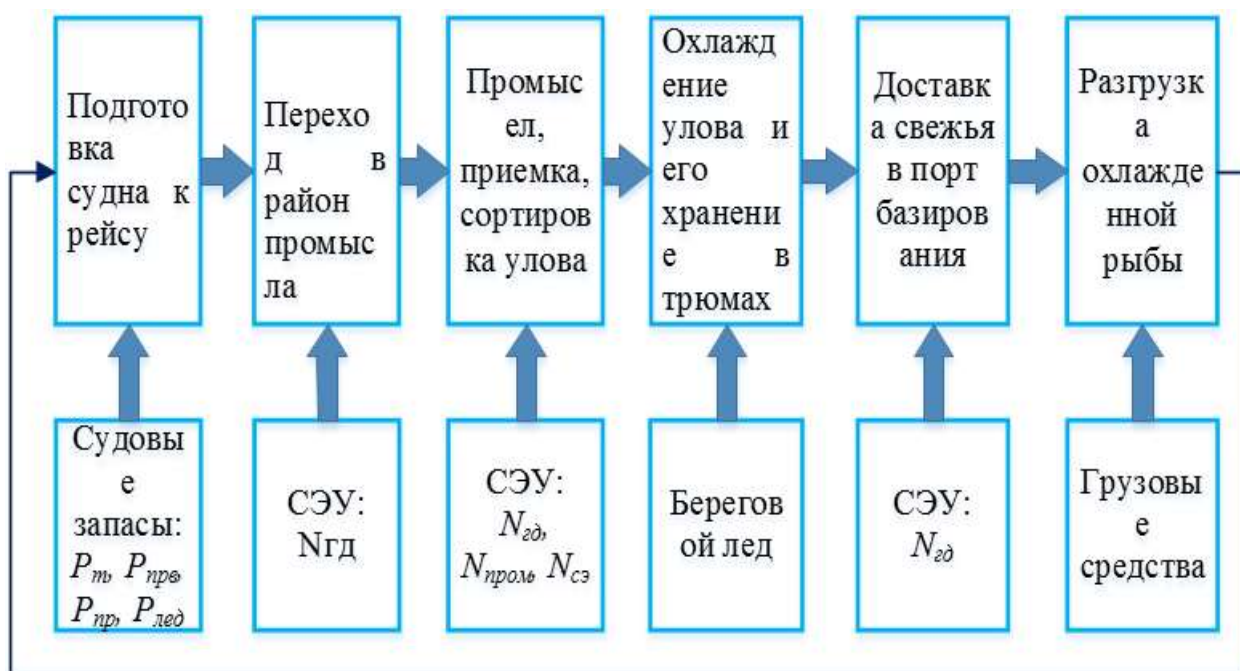 Подгото
вка
судна к
рейсу
Перехо
д в
район
промыс
ла
Промыс
ел,
приемка,
сортиров
ка улова
Охлажд
ение
улова и
его
хранени
е в
трюмах
Доставк
а свежья
в порт
базиров
ания
Разгрузк
а
охлажде
нной
рыбы
Судовы
е
запасы:
Pт, Pпрв,
Pпр, Pлед
СЭУ:
Nгд
СЭУ:
Nгд,
Nпром, Nсэ
Берегов
ой лед
СЭУ:
Nгд
Грузовы
е
средства